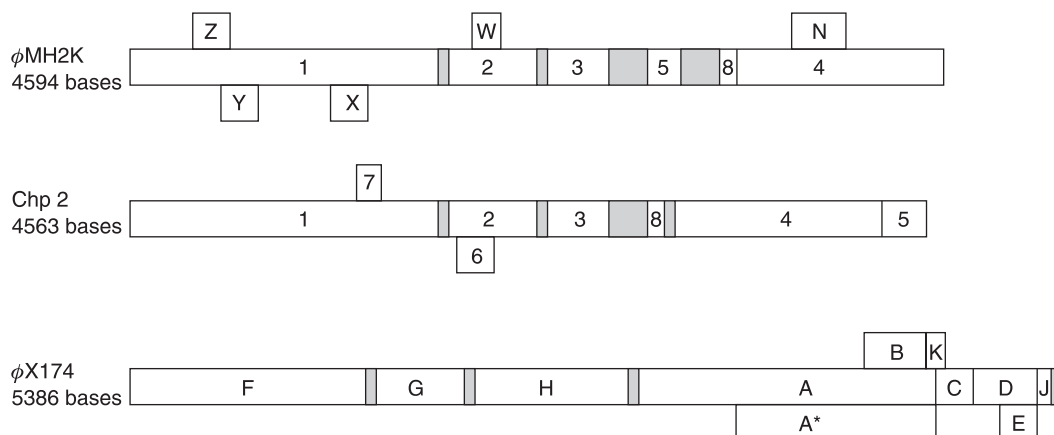 Z W N
ϕMH2K 1 2 3 5 8 4
4594 bases
Y X
7
Chp 2 1 2 3 8 4 5
4563 bases
6
B K
ϕX174 F G H A C D J
5386 bases
A* E